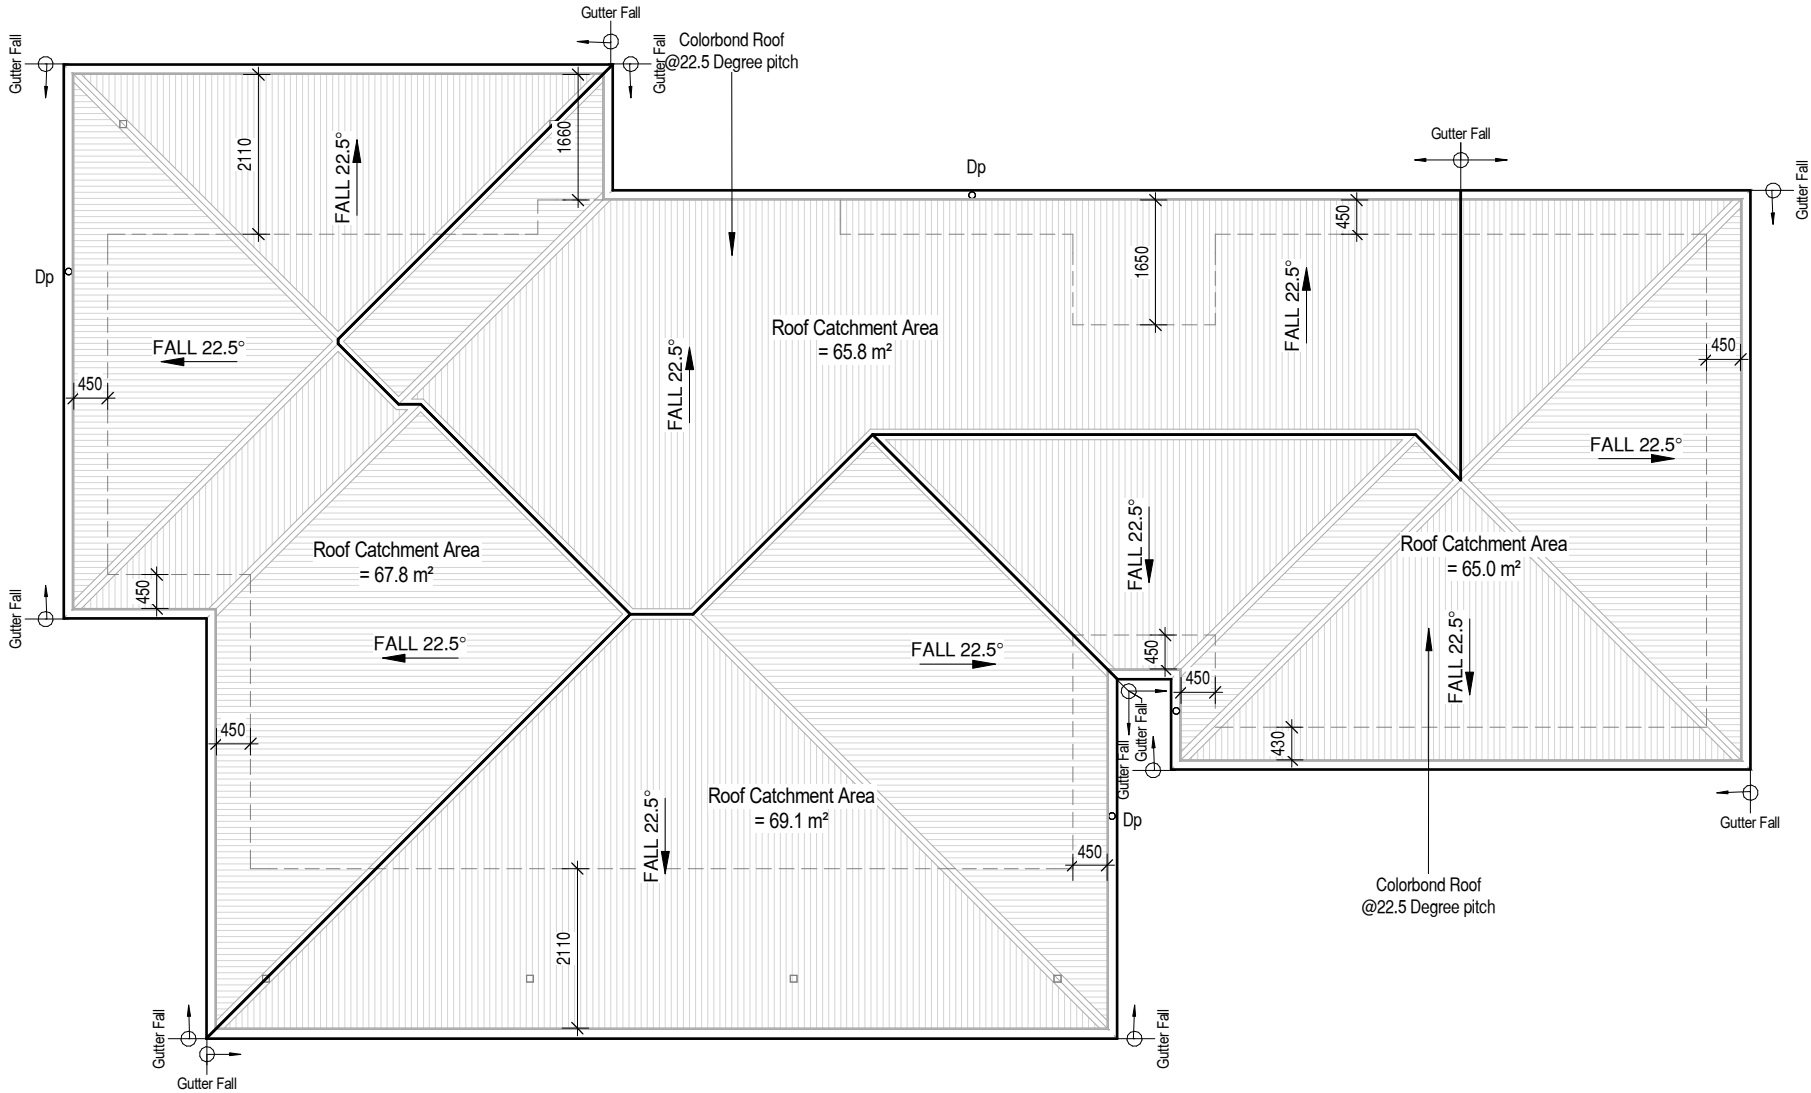 Gutter Fall
Gutter Fall
Gutter Fall
Colorbond Roof
@22.5 Degree pitch
2110
1660
FALL 22.5°
Gutter Fall
Dp
Gutter Fall
450
1650
Dp
FALL 22.5°
FALL 22.5°
Roof Catchment Area
= 65.8 m²
FALL 22.5°
450
450
FALL 22.5°
FALL 22.5°
Roof Catchment Area
= 67.8 m²
Roof Catchment Area
= 65.0 m²
450
Gutter Fall
FALL 22.5°
FALL 22.5°
FALL 22.5°
450
450
450
Gutter Fall
Gutter Fall
430
Roof Catchment Area
= 69.1 m²
FALL 22.5°
Dp
Gutter Fall
450
Colorbond Roof
@22.5 Degree pitch
2110
Gutter Fall
Gutter Fall
Gutter Fall